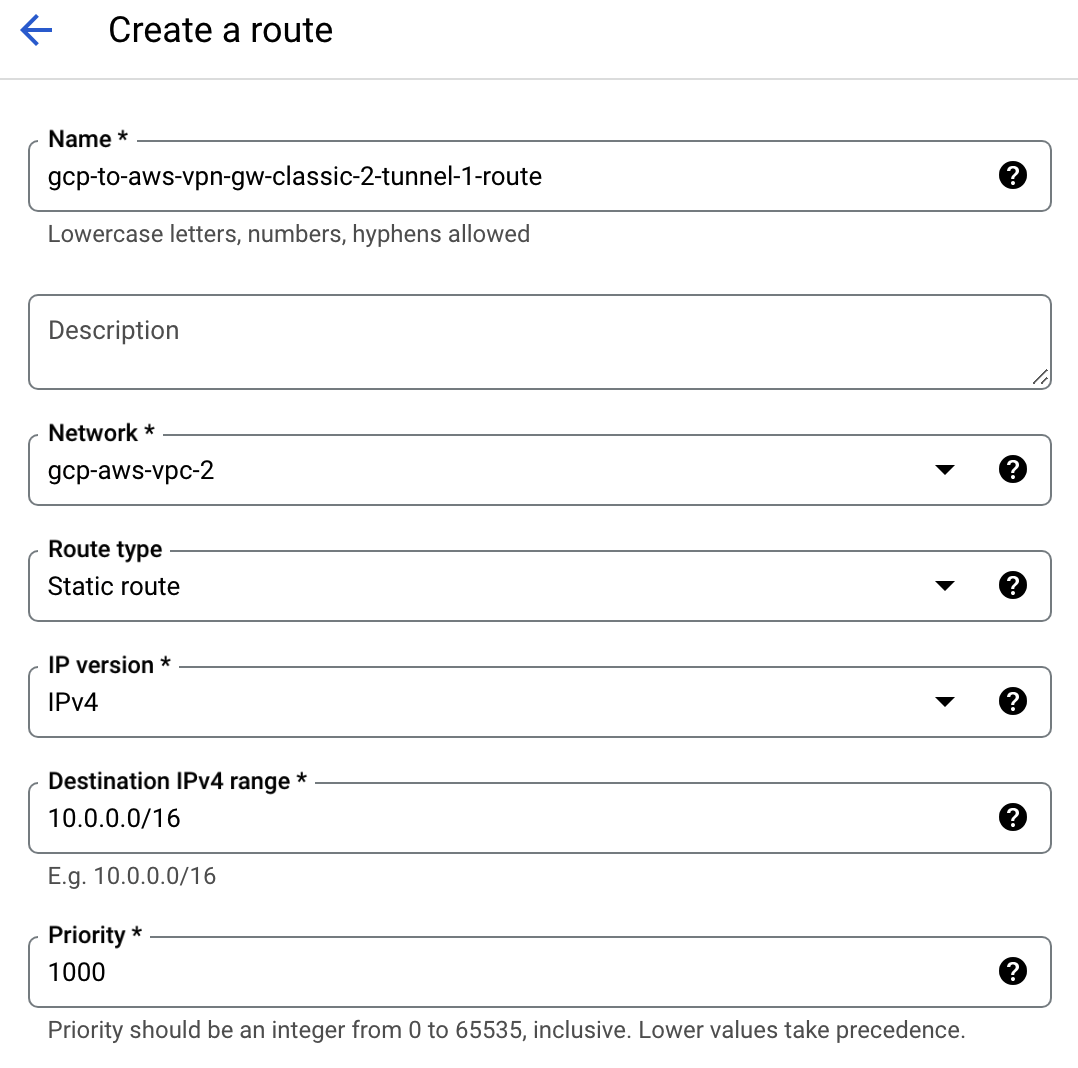 Create a route
Name *
gcp-to-aws-vpn-gw-classic-2-tunnel-1-route
Lowercase letters, numbers, hyphens allowed
Description
Network *
gcp-aws-vpc-2
Route type
Static route
IP version *
IPv4
Destination IPv4 range *
10.0.0.0/16
E.g. 10.0.0.0/16
Priority *
1000
Priority should be an integer from 0 to 65535, inclusive. Lower values take precedence.